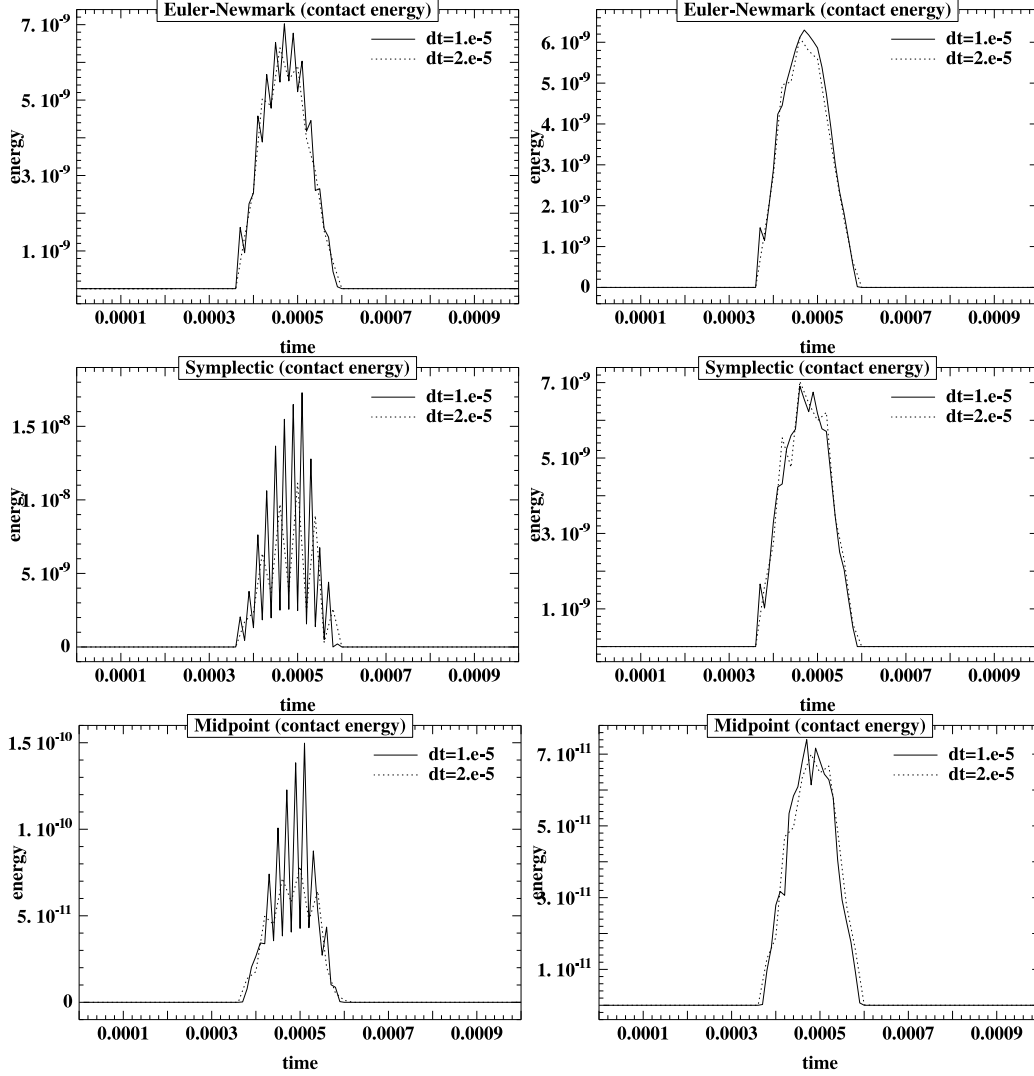 Euler-Newmark (contact energy)
7. 10^-9
5. 10^-9
3. 10^-9
1. 10^-9
energy
dt=1.e-5
dt=2.e-5
0.0001 0.0003 0.0005 0.0007 0.0009
time
Euler-Newmark (contact energy)
6. 10^-9
5. 10^-9
4. 10^-9
3. 10^-9
2. 10^-9
1. 10^-9
0
energy
dt=1.e-5
dt=2.e-5
0.0001 0.0003 0.0005 0.0007 0.0009
time
Symplectic (contact energy)
1.5 10^-8
1. 10^-8
5. 10^-9
0
energy
dt=1.e-5
dt=2.e-5
0.0001 0.0003 0.0005 0.0007 0.0009
time
Symplectic (contact energy)
7. 10^-9
5. 10^-9
3. 10^-9
1. 10^-9
energy
dt=1.e-5
dt=2.e-5
0.0001 0.0003 0.0005 0.0007 0.0009
time
Midpoint (contact energy)
1.5 10^-10
1. 10^-10
5. 10^-11
0
energy
dt=1.e-5
dt=2.e-5
0.0001 0.0003 0.0005 0.0007 0.0009
time
Midpoint (contact energy)
7. 10^-11
5. 10^-11
3. 10^-11
1. 10^-11
energy
dt=1.e-5
dt=2.e-5
0.0001 0.0003 0.0005 0.0007 0.0009
time